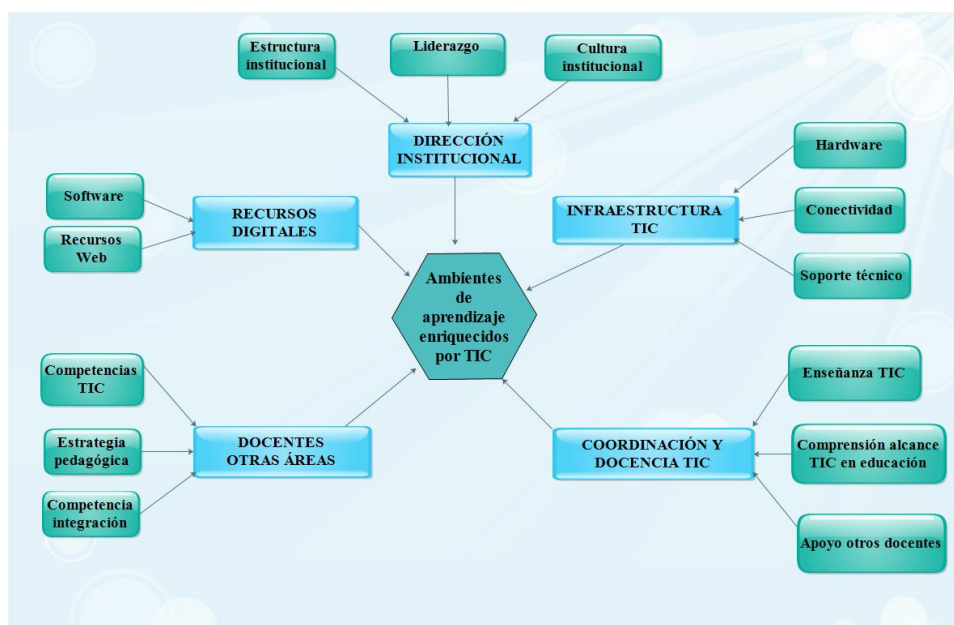 Estructura
institucional
Liderazgo
Cultura
institucional
DIRECCIÓN
INSTITUCIONAL
Software
Recursos
Web
RECURSOS
DIGITALES
INFRAESTRUCTURA
TIC
Hardware
Conectividad
Soporte técnico
Ambientes
de
aprendizaje
enriquecidos
por TIC
Competencias
TIC
Estrategia
pedagógica
Competencia
integración
DOCENTES
OTRAS ÁREAS
COORDINACIÓN Y
DOCENCIA TIC
Enseñanza TIC
Comprensión alcance
TIC en educación
Apoyo otros docentes